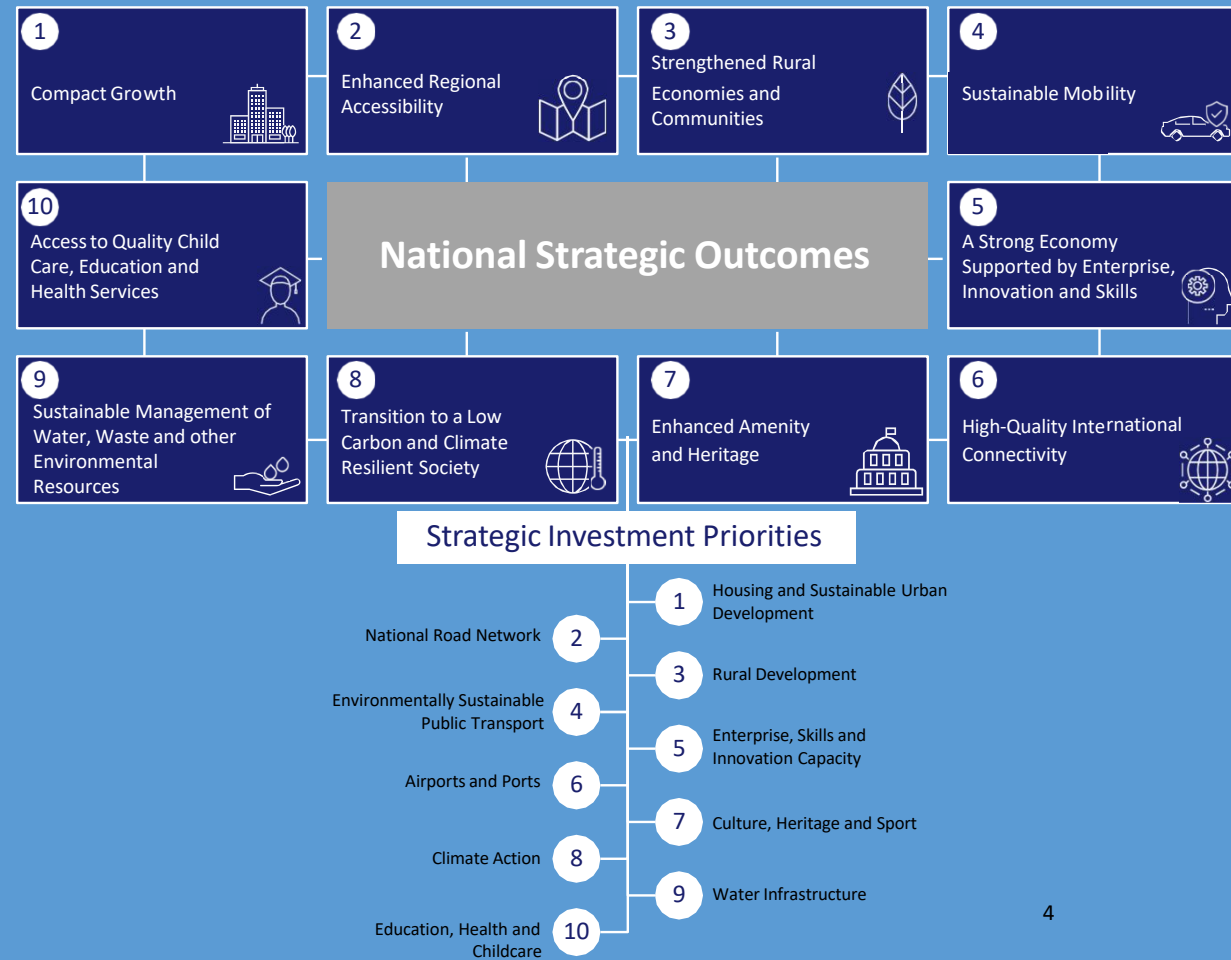 1
Compact Growth
2
Enhanced Regional
Accessibility
3
Strengthened Rural
Economies and
Communities
4
Sustainable Mobility
10
Access to Quality Child
Care, Education and
Health Services
National Strategic Outcomes
5
A Strong Economy
Supported by Enterprise,
Innovation and Skills
9
Sustainable Management of
Water, Waste and other
Environmental
Resources
8
Transition to a Low
Carbon and Climate
Resilient Society
7
Enhanced Amenity
and Heritage
6
High-Quality International
Connectivity
Strategic Investment Priorities
1
Housing and Sustainable Urban
Development
National Road Network
2
3
Rural Development
Environmentally Sustainable
Public Transport
4
5
Enterprise, Skills and
Innovation Capacity
Airports and Ports
6
7
Culture, Heritage and Sport
Climate Action
8
9
Water Infrastructure
Education, Health and
Childcare
10
4